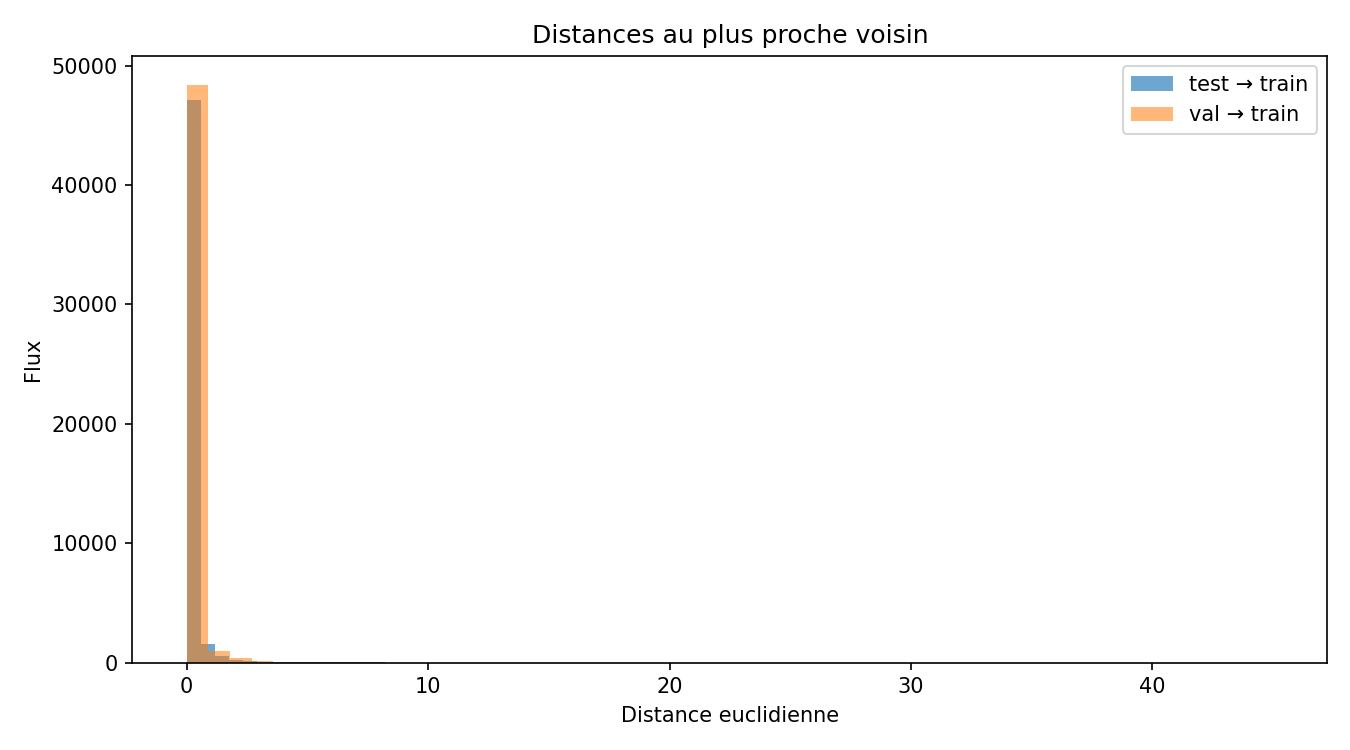 Distances au plus proche voisin
test → train
val → train
50000
40000
30000
20000
10000
0
Flux
0 10 20 30 40
Distance euclidienne